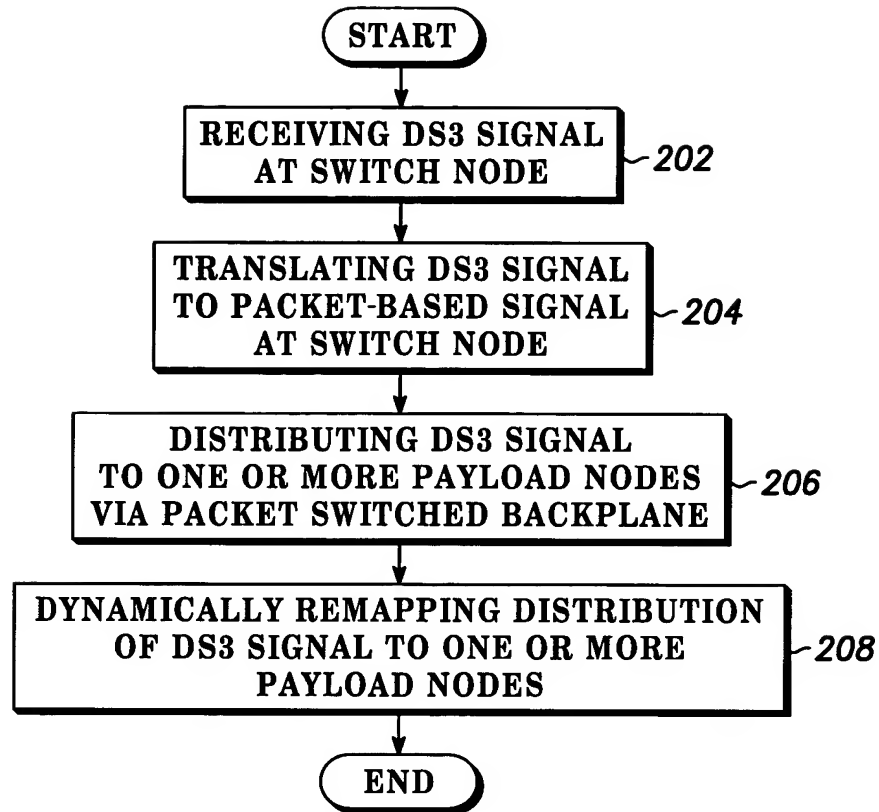 START
RECEIVING DS3 SIGNAL
AT SWITCH NODE
202
TRANSLATING DS3 SIGNAL
TO PACKET-BASED SIGNAL
AT SWITCH NODE
204
DISTRIBUTING DS3 SIGNAL
TO ONE OR MORE PAYLOAD NODES
VIA PACKET SWITCHED BACKPLANE
206
DYNAMICALLY REMAPPING DISTRIBUTION
OF DS3 SIGNAL TO ONE OR MORE
PAYLOAD NODES
208
END